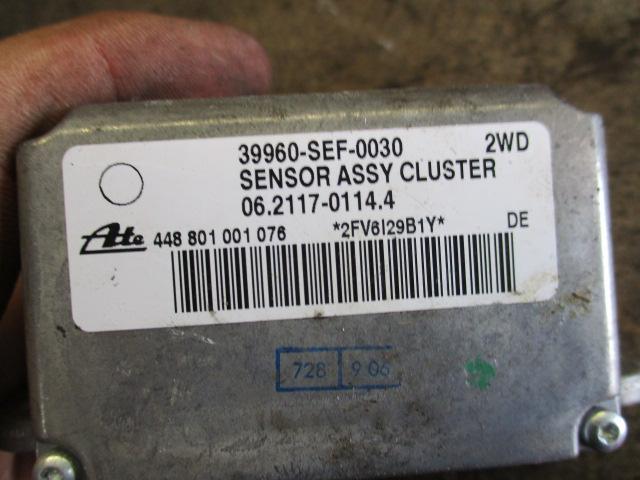 39960-SEF-0030 2WD
SENSOR ASSY CLUSTER
06.2117-0114.4
Ate 448 801 001 076 *2FV6I29B1Y* DE
728 9 06